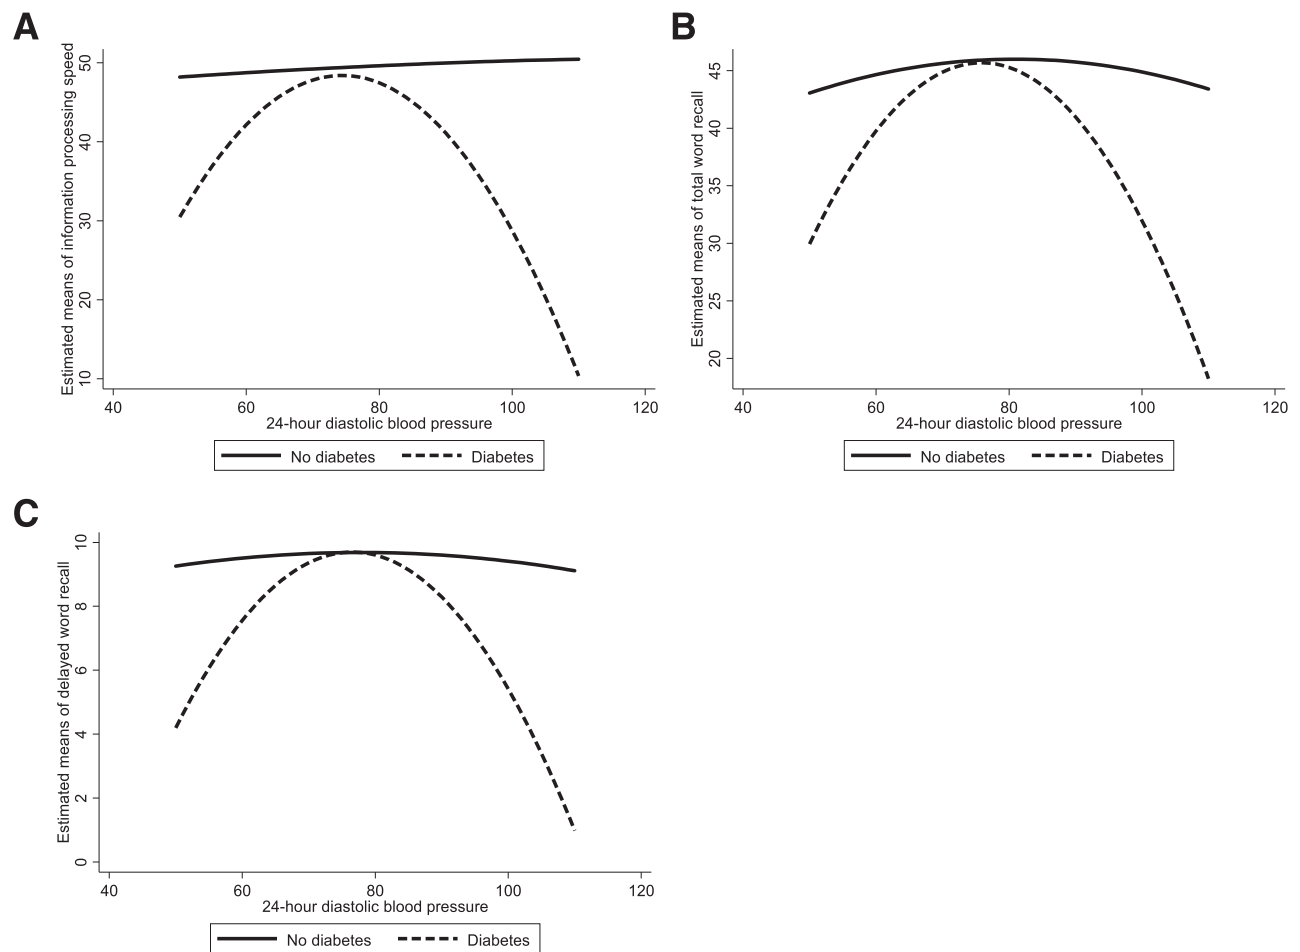 A
Estimated means of information processing speed
50
40
30
20
10
40 60 80 100 120
24-hour diastolic blood pressure
No diabetes Diabetes
B
Estimated means of total word recall
45
40
35
30
25
20
40 60 80 100 120
24-hour diastolic blood pressure
No diabetes Diabetes
C
Estimated means of delayed word recall
10
8
6
4
2
0
40 60 80 100 120
24-hour diastolic blood pressure
No diabetes Diabetes